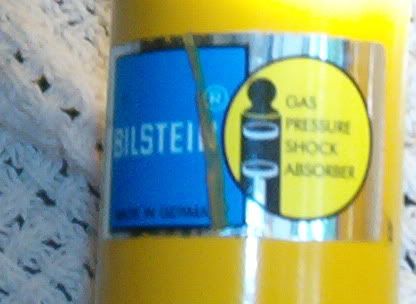 BILSTEIN
®
MADE IN GERMANY
GAS
PRESSURE
SHOCK
ABSORBER